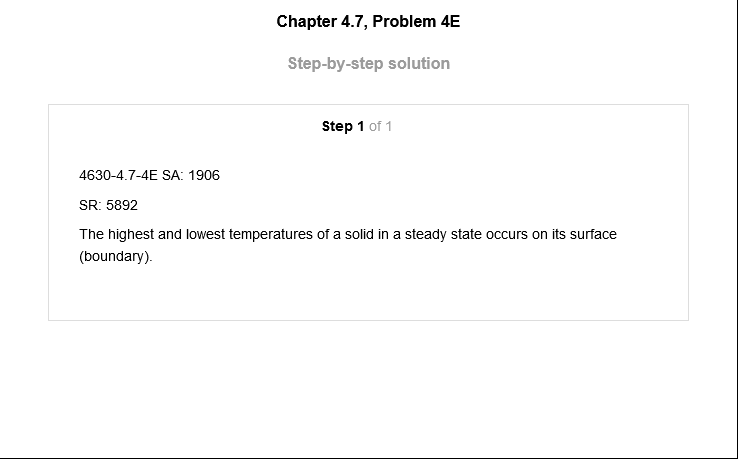 Chapter 4.7, Problem 4E
Step-by-step solution
Step 1 of 1
4630-4.7-4E SA: 1906
SR: 5892
The highest and lowest temperatures of a solid in a steady state occurs on its surface
(boundary).